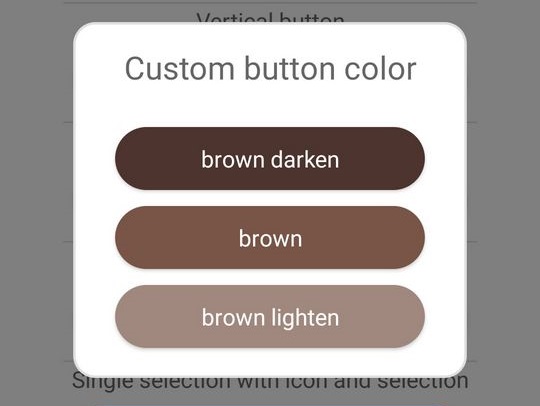 Vertical button
Custom button color
brown darken
brown
brown lighten
Single selection with icon and selection